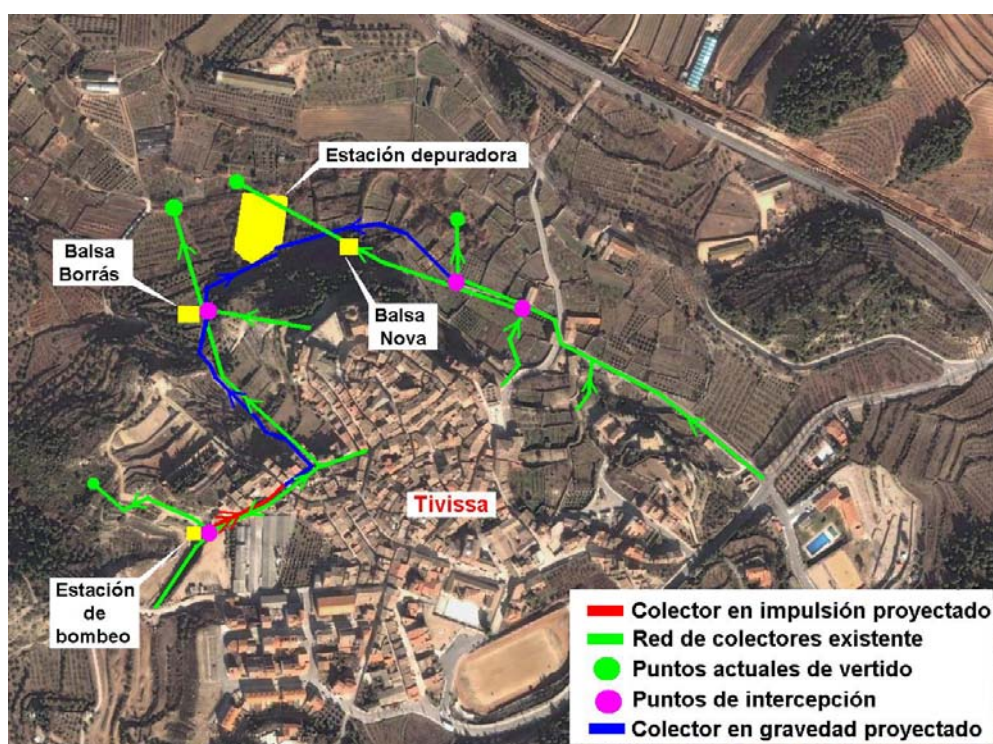 Estación depuradora
Balsa
Borrás
Balsa
Nova
Tivissa
Estación
de
bombeo
Colector en impulsión proyectado
Red de colectores existente
Puntos actuales de vertido
Puntos de intercepción
Colector en gravedad proyectado